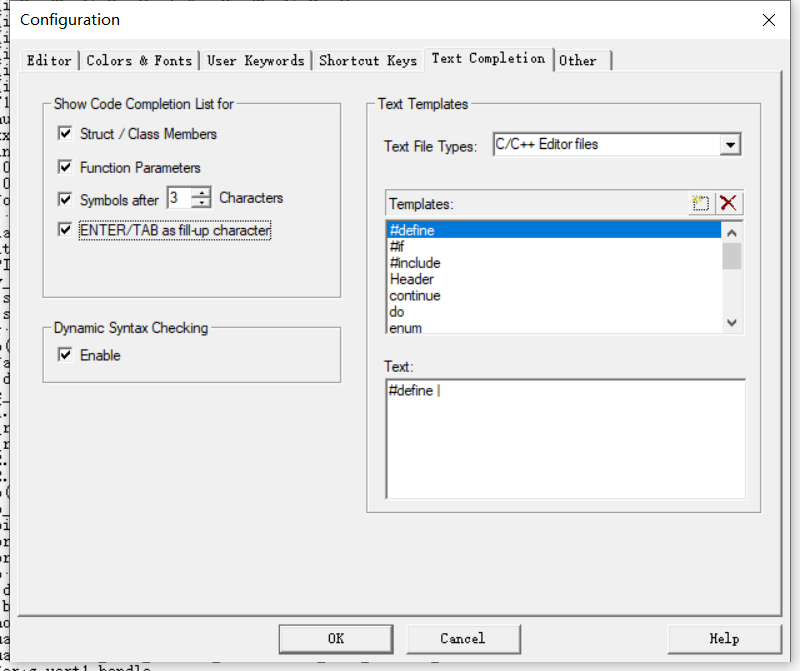 Configuration
Editor Colors & Fonts User Keywords Shortcut Keys Text Completion Other
Show Code Completion List for
Struct / Class Members
Function Parameters
Symbols after 3 Characters
ENTER/TAB as fill-up character
Dynamic Syntax Checking
Enable
Text Templates
Text File Types: C/C++ Editor files
Templates:
#define
#if
#include
Header
continue
do
enum
Text:
#define |
OK Cancel Help